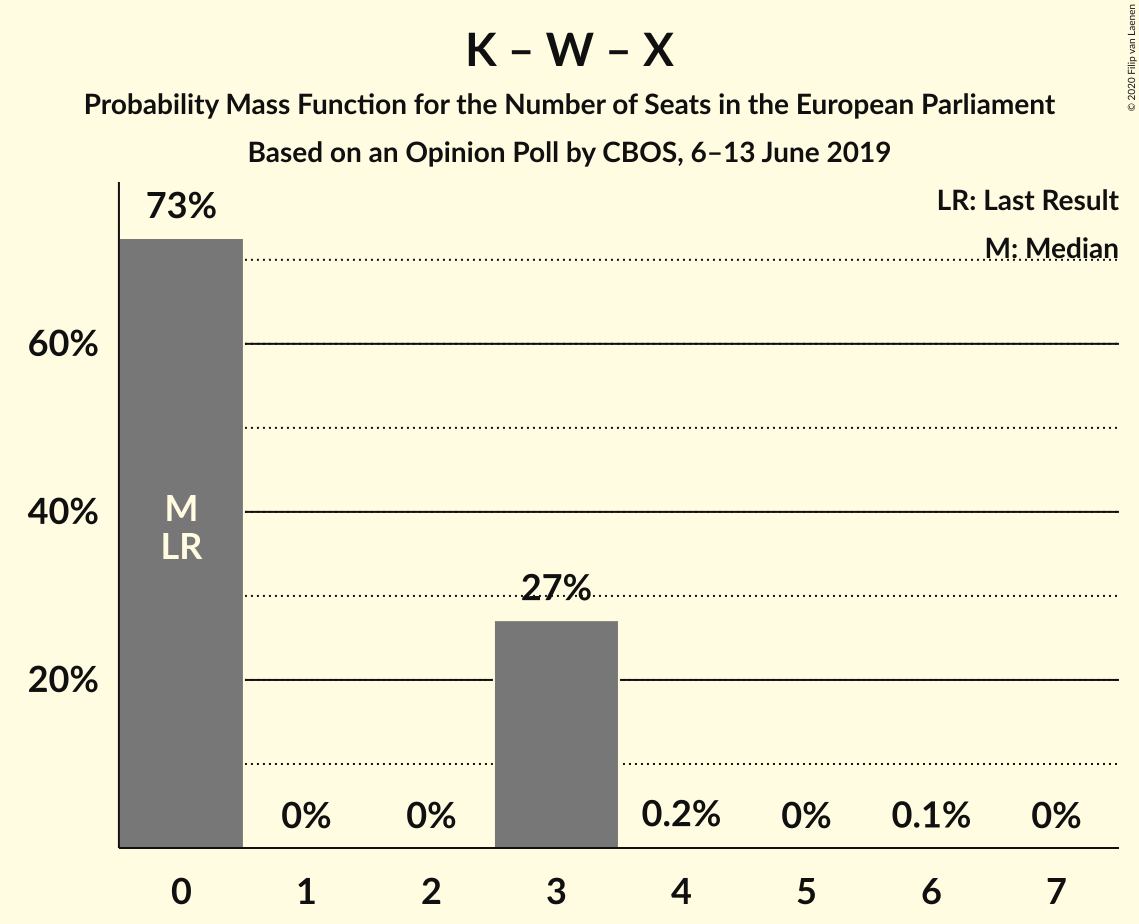 K – W – X
Probability Mass Function for the Number of Seats in the European Parliament
Based on an Opinion Poll by CBOS, 6–13 June 2019
© 2020 Filip van Laenen
LR: Last Result
M: Median
73%
60%
40%
20%
M
LR
27%
0%
0%
0.2%
0%
0.1%
0%
0
1
2
3
4
5
6
7